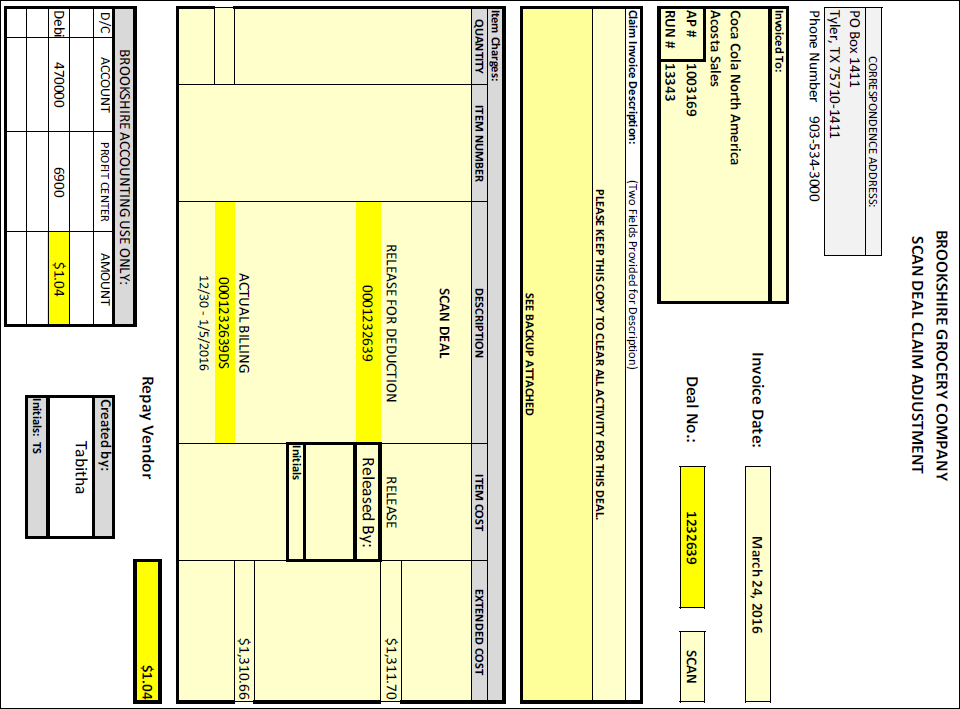 BROOKSHIRE GROCERY COMPANY
SCAN DEAL CLAIM ADJUSTMENT
CORRESPONDENCE ADDRESS:
PO Box 1411
Tyler, TX 75710-1411
Phone Number 903-534-3000
Invoice Date: March 24, 2016
Invoiced To:
Coca Cola North America
Acosta Sales
AP # 1003169
RUN # 13343
Deal No.: 1232639 SCAN
Claim Invoice Description: (Two Fields Provided for Description)
PLEASE KEEP THIS COPY TO CLEAR ALL ACTIVITY FOR THIS DEAL.
SEE BACKUP ATTACHED
Item Charges:
QUANTITY ITEM NUMBER DESCRIPTION ITEM COST EXTENDED COST
SCAN DEAL
RELEASE FOR DEDUCTION RELEASE $1,311.70
0001232639 Released By:
Initials
ACTUAL BILLING $1,310.66
0001232639DS
12/30 - 1/5/2016
Repay Vendor $1.04
BROOKSHIRE ACCOUNTING USE ONLY:
D/C ACCOUNT PROFIT CENTER AMOUNT
Debi 470000 6900 $1.04
Created by:
Tabitha
Initials: TS